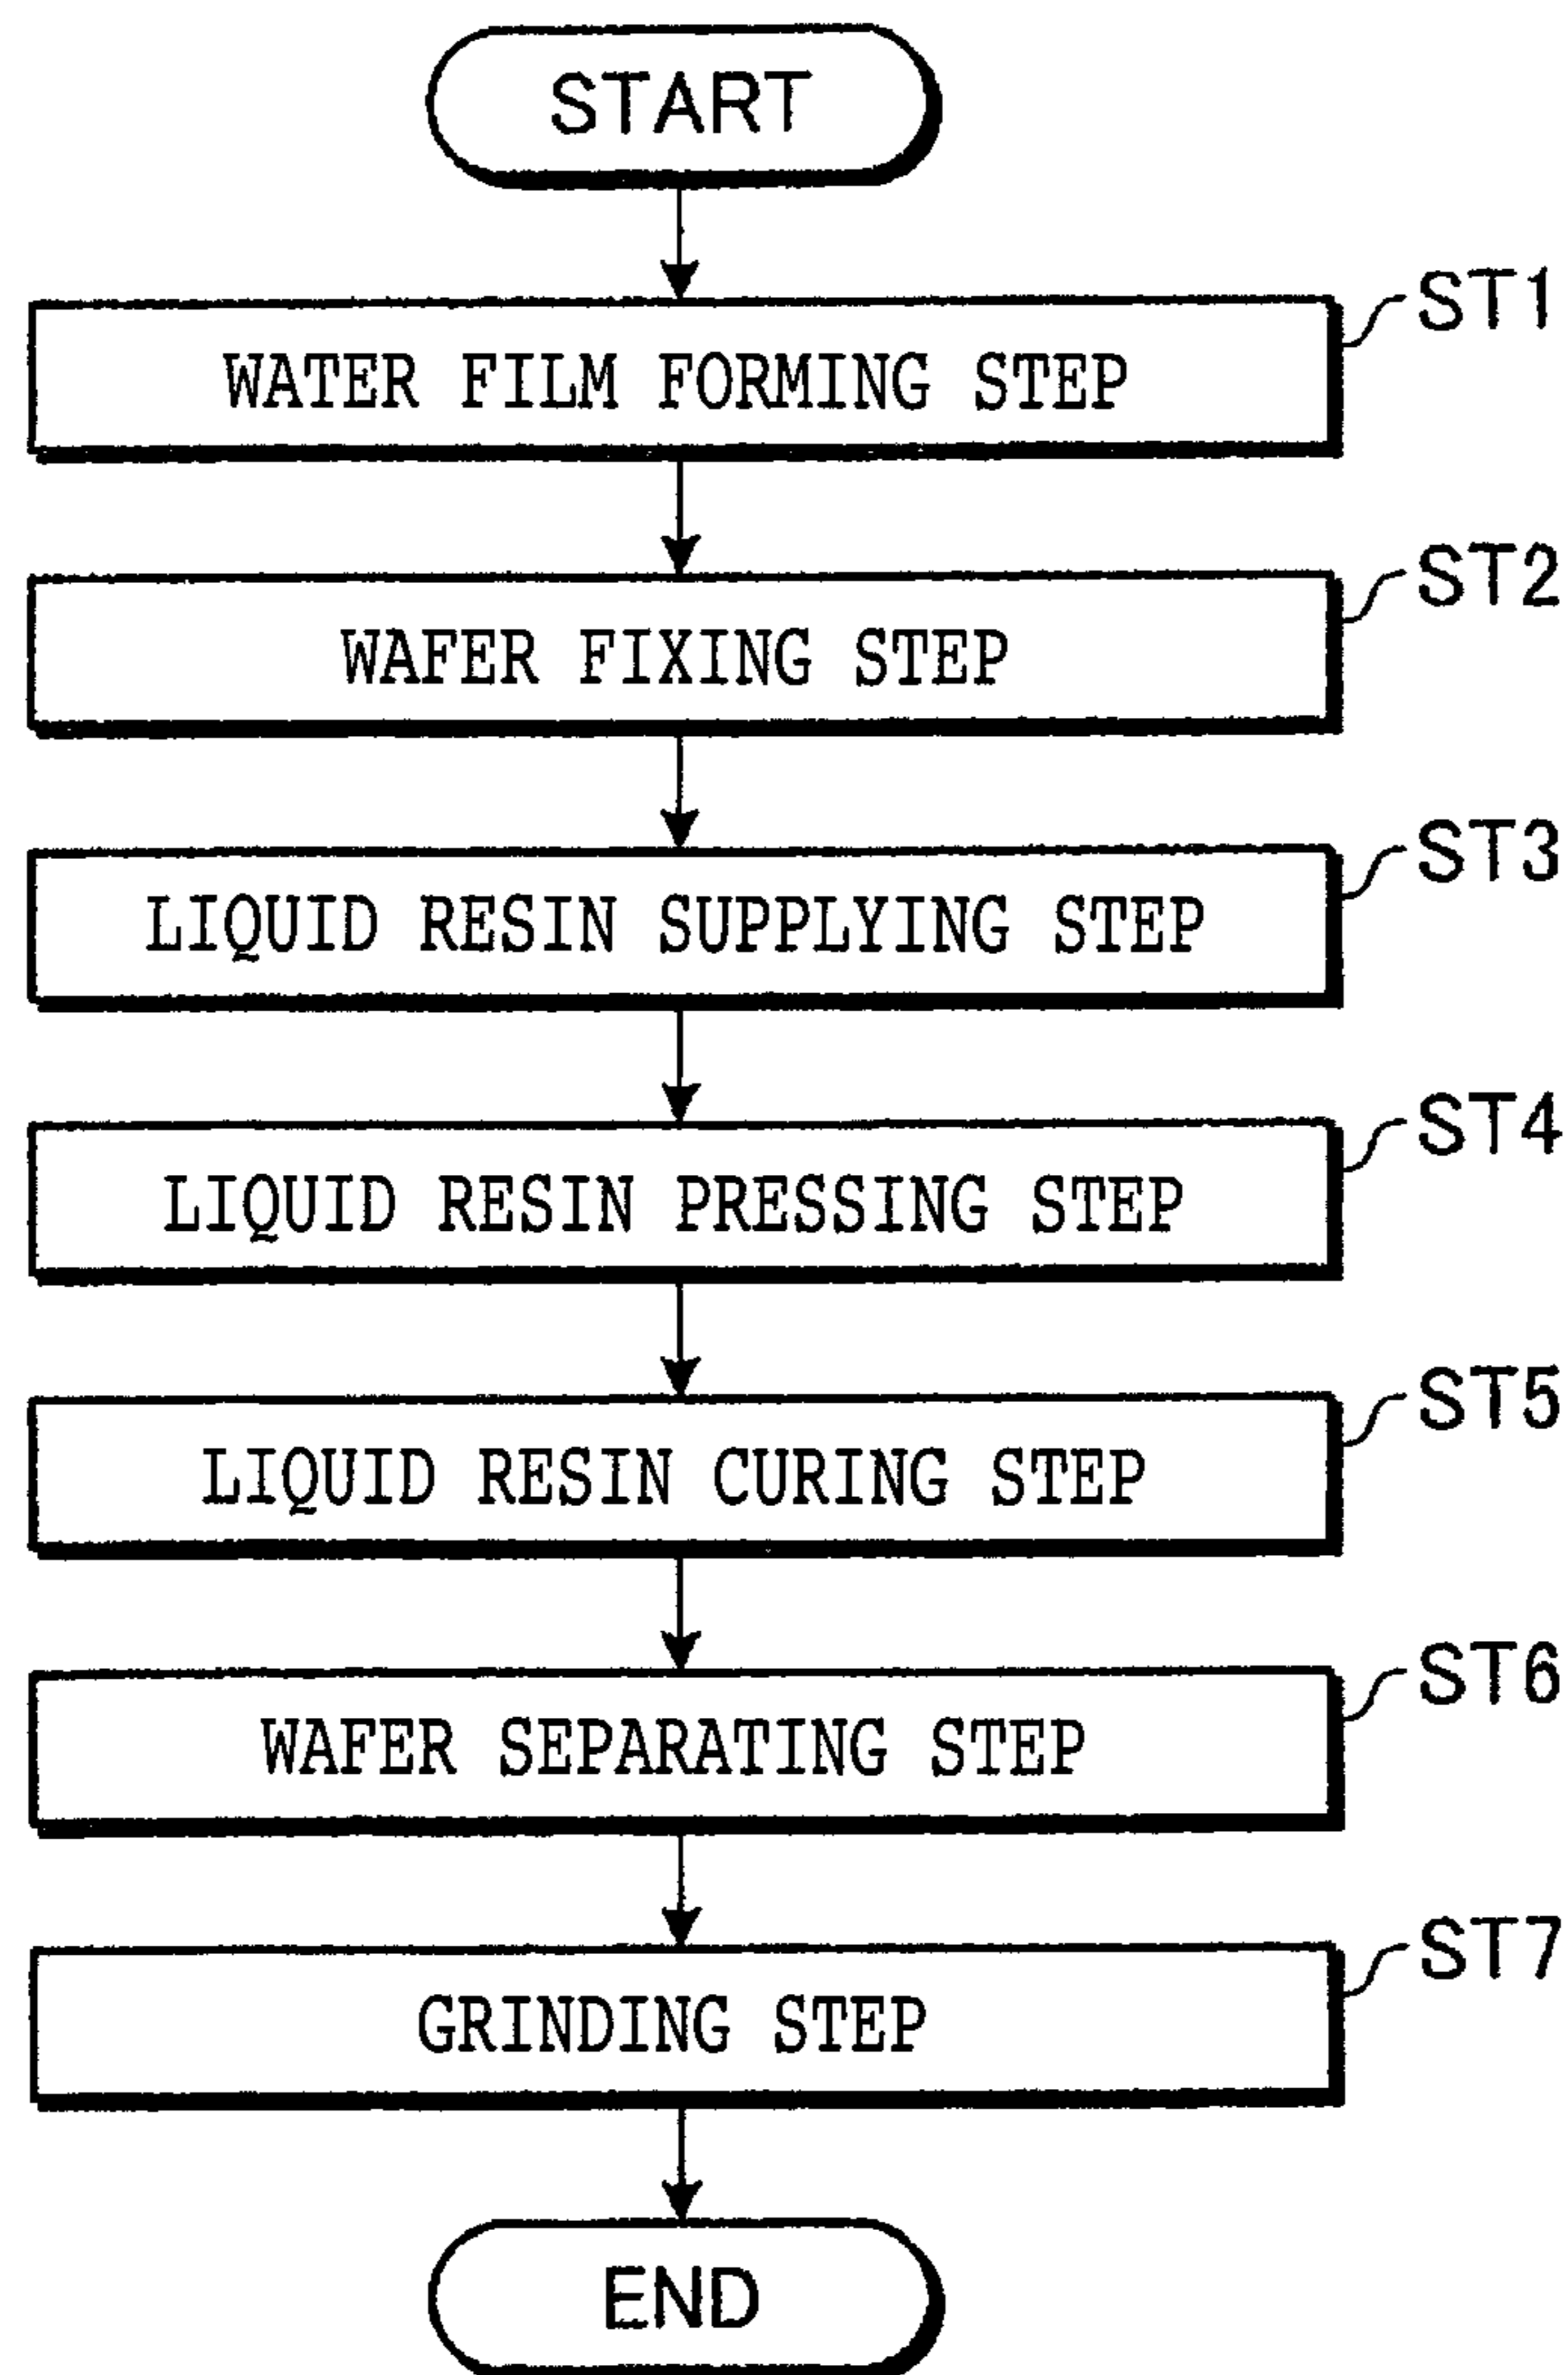 START
ST1
WATER FILM FORMING STEP
ST2
WAFER FIXING STEP
ST3
LIQUID RESIN SUPPLYING STEP
ST4
LIQUID RESIN PRESSING STEP
ST5
LIQUID RESIN CURING STEP
ST6
WAFER SEPARATING STEP
ST7
GRINDING STEP
END